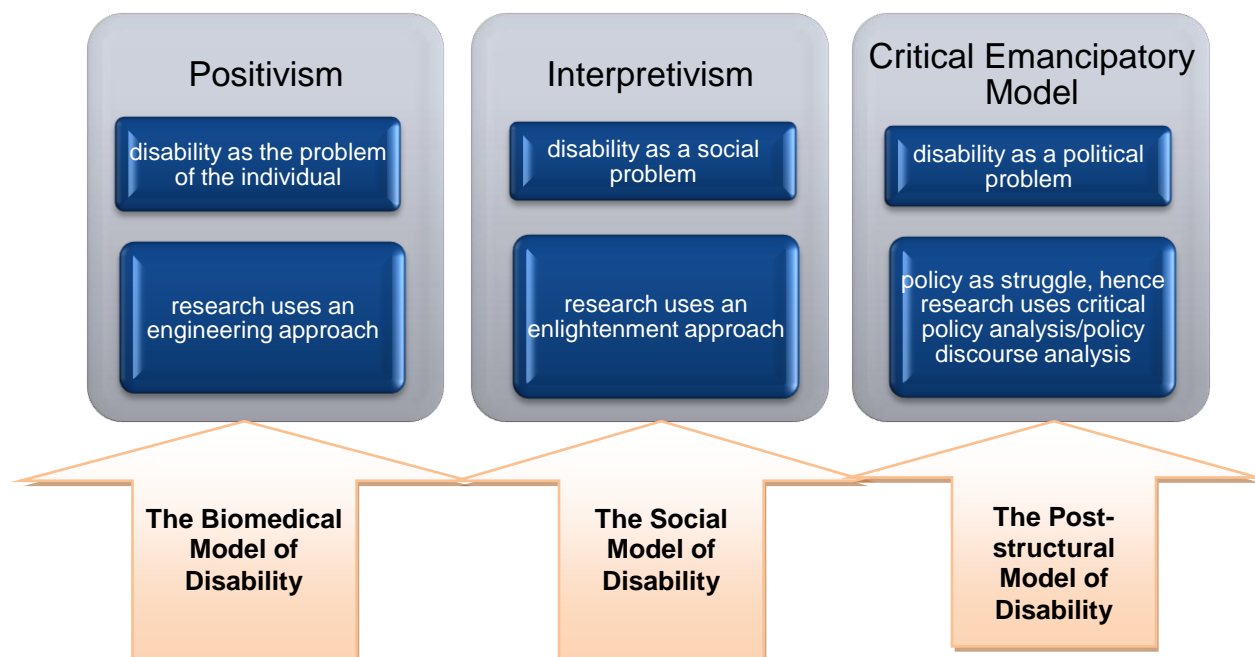 Positivism
disability as the problem
of the individual
research uses an
engineering approach
The Biomedical
Model of
Disability
Interpretivism
disability as a social
problem
research uses an
enlightenment approach
The Social
Model of
Disability
Critical Emancipatory
Model
disability as a political
problem
policy as struggle, hence
research uses critical
policy analysis/policy
discourse analysis
The Post-
structural
Model of
Disability